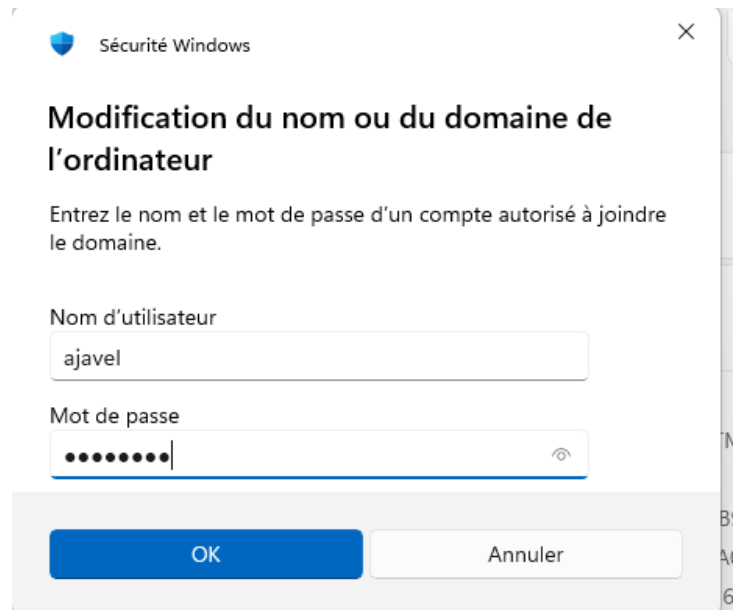 Sécurité Windows
Modification du nom ou du domaine de
l’ordinateur
Entrez le nom et le mot de passe d’un compte autorisé à joindre
le domaine.
Nom d’utilisateur
ajavel
Mot de passe
●●●●●●●●
OK
Annuler